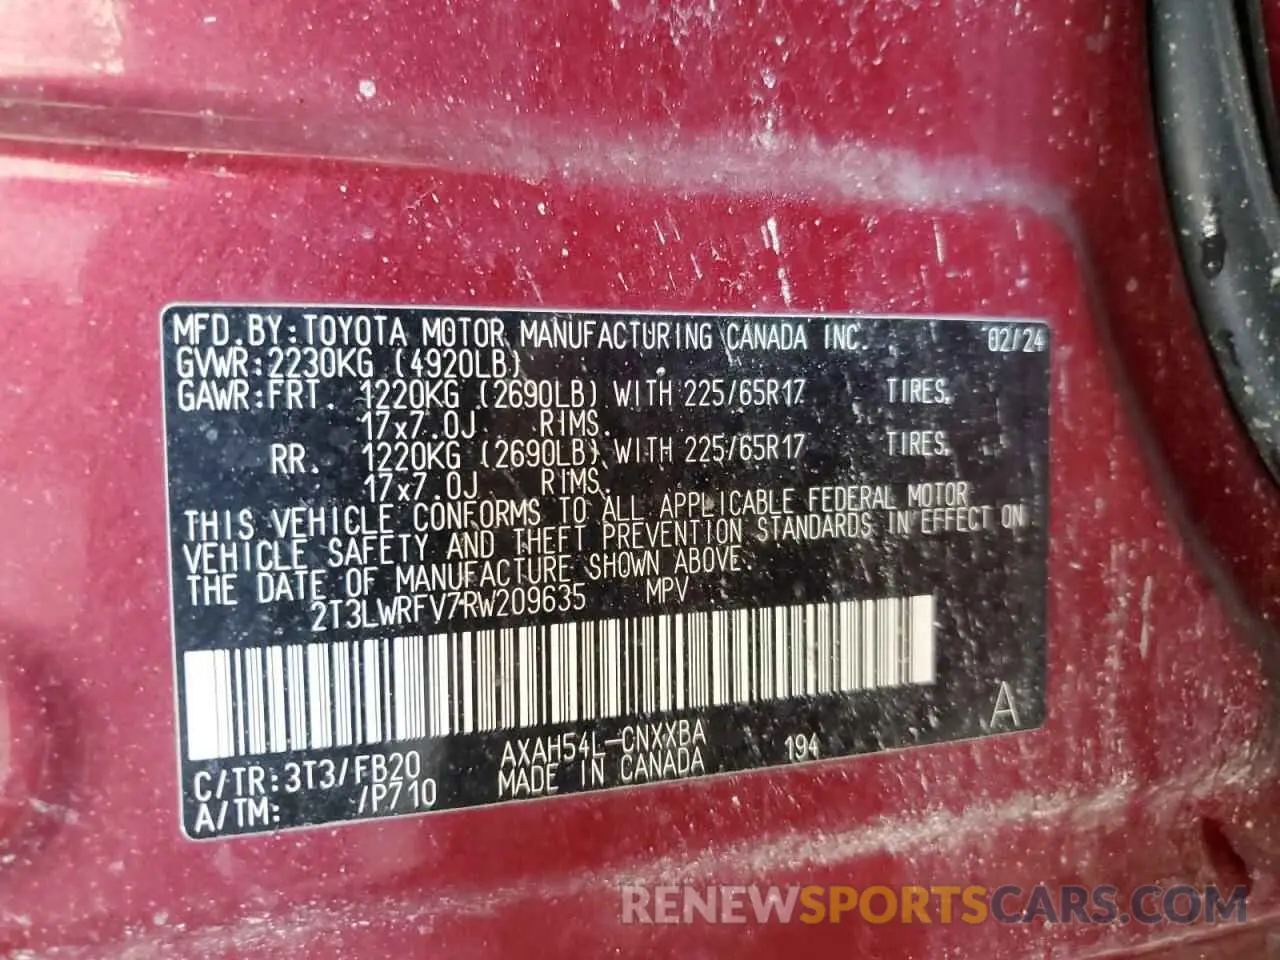 MFD.BY:TOYOTA MOTOR MANUFACTURING CANADA INC. 02/24
GVWR:2230KG (4920LB)
GAWR:FRT. 1220KG (2690LB) WITH 225/65R17 TIRES,
17x7.0J RIMS.
RR. 1220KG (2690LB) WITH 225/65R17 TIRES,
17x7.0J RIMS.
THIS VEHICLE CONFORMS TO ALL APPLICABLE FEDERAL MOTOR
VEHICLE SAFETY AND THEFT PREVENTION STANDARDS IN EFFECT ON
THE DATE OF MANUFACTURE SHOWN ABOVE.
2T3LWRFV7RW209635 MPV
C/TR:3T3/FB20 AXAH54L-CNXXBA 194 A
A/TM: /P710 MADE IN CANADA
RENEWSPORTSCARS.COM